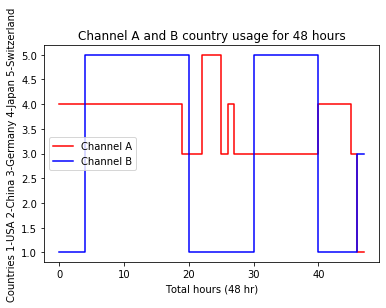 Channel A and B country usage for 48 hours
Countries 1-USA 2-China 3-Germany 4-Japan 5-Switzerland
5.0
4.5
4.0
3.5
3.0
2.5
2.0
1.5
1.0
Channel A
Channel B
0
10
20
30
40
Total hours (48 hr)